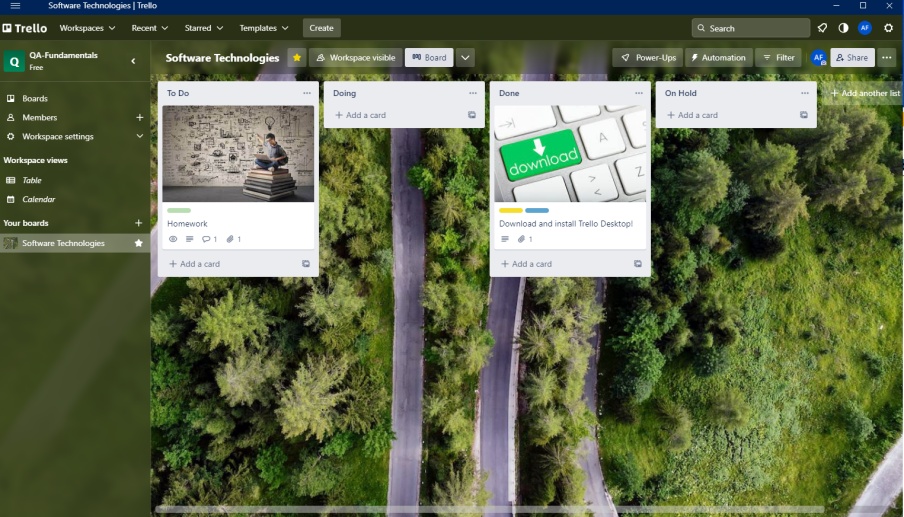 Software Technologies | Trello
Trello Workspaces Recent Starred Templates Create Search AF
Q QA-Fundamentals
Free
Software Technologies Workspace visible Board Power-Ups Automation Filter AF Share
Boards
Members
Workspace settings
Workspace views
Table
Calendar
Your boards
Software Technologies
To Do
Homework
1 1
+ Add a card
Doing
+ Add a card
Done
download
Download and install Trello Desktop!
1
+ Add a card
On Hold
+ Add a card
+ Add another list